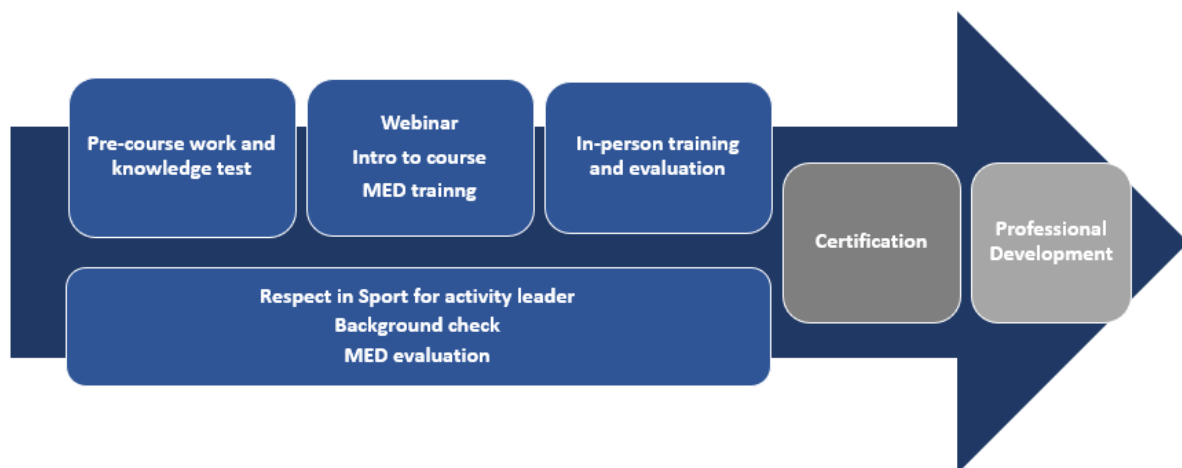 Pre-course work and
knowledge test
Webinar
Intro to course
MED trainng
In-person training
and evaluation
Respect in Sport for activity leader
Background check
MED evaluation
Certification
Professional
Development